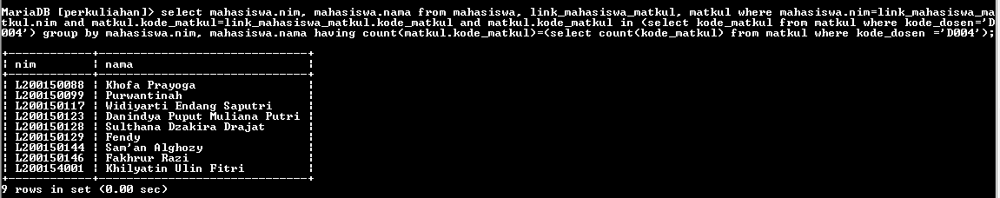 MariaDB [perkuliahan]> select mahasiswa.nim, mahasiswa.nama from mahasiswa, link_mahasiswa_matkul, matkul where mahasiswa.nim=link_mahasiswa_ma
tkul.nim and matkul.kode_matkul=link_mahasiswa_matkul.kode_matkul and matkul.kode_matkul in (select kode_matkul from matkul where kode_dosen='D
004') group by mahasiswa.nim, mahasiswa.nama having count(matkul.kode_matkul)=(select count(kode_matkul) from matkul where kode_dosen ='D004');
+------------+------------------------------+
| nim        | nama                         |
+------------+------------------------------+
| L200150088 | Khofa Prayoga                |
| L200150099 | Purwantinah                  |
| L200150117 | Widiyarti Endang Saputri     |
| L200150123 | Danindya Puput Muliana Putri |
| L200150128 | Sulthana Dzakira Drajat      |
| L200150129 | Fendy                        |
| L200150144 | Sam'an Alghozy               |
| L200150146 | Fakhrur Razi                 |
| L200154001 | Khilyatin Ulin Fitri         |
+------------+------------------------------+
9 rows in set (0.00 sec)